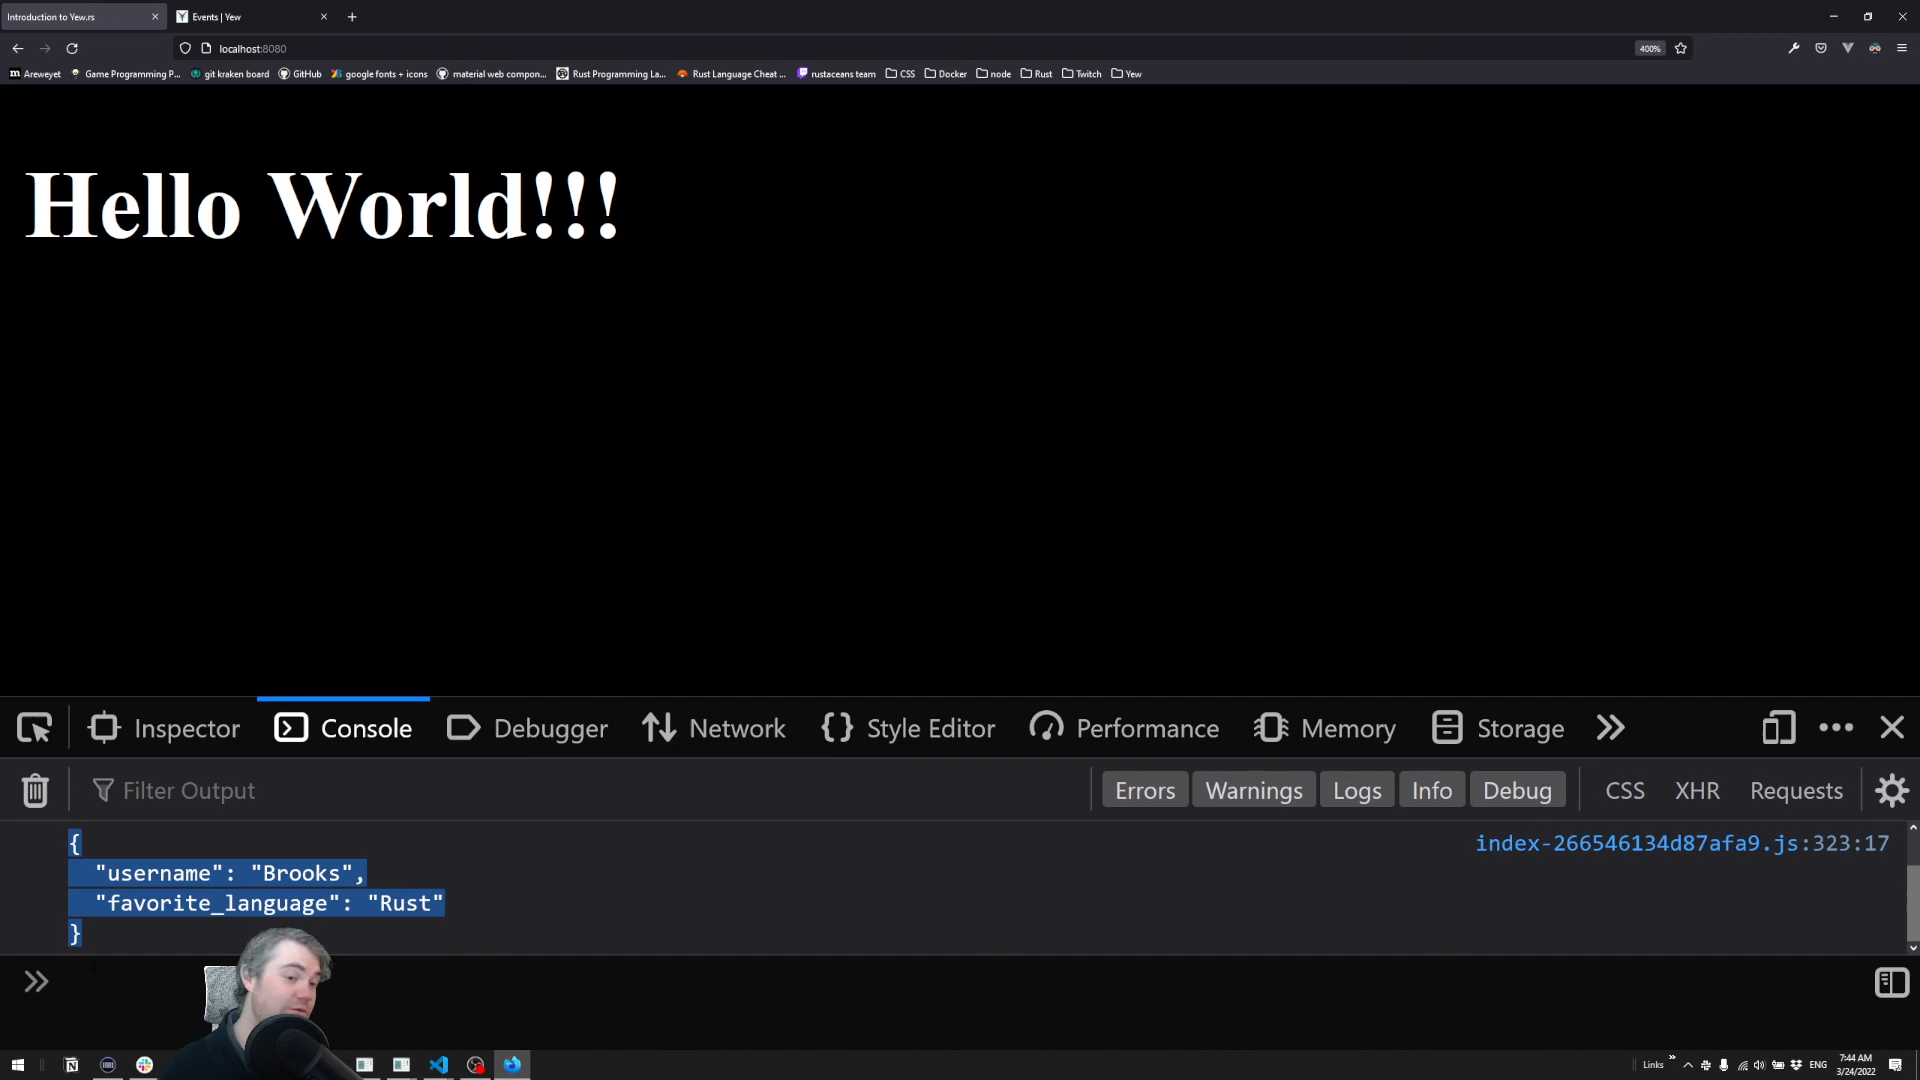 Introduction to Yew.rs
Events | Yew
localhost:8080
400%
Areweyet
Game Programming P...
git kraken board
GitHub
google fonts + icons
material web compon...
Rust Programming La...
Rust Language Cheat ...
rustaceans team
CSS
Docker
node
Rust
Twitch
Yew
Hello World!!!
Inspector
Console
Debugger
Network
Style Editor
Performance
Memory
Storage
Filter Output
Errors
Warnings
Logs
Info
Debug
CSS
XHR
Requests
{
index-266546134d87afa9.js:323:17
"username": "Brooks",
"favorite_language": "Rust"
}
Links
ENG
7:44 AM
3/24/2022